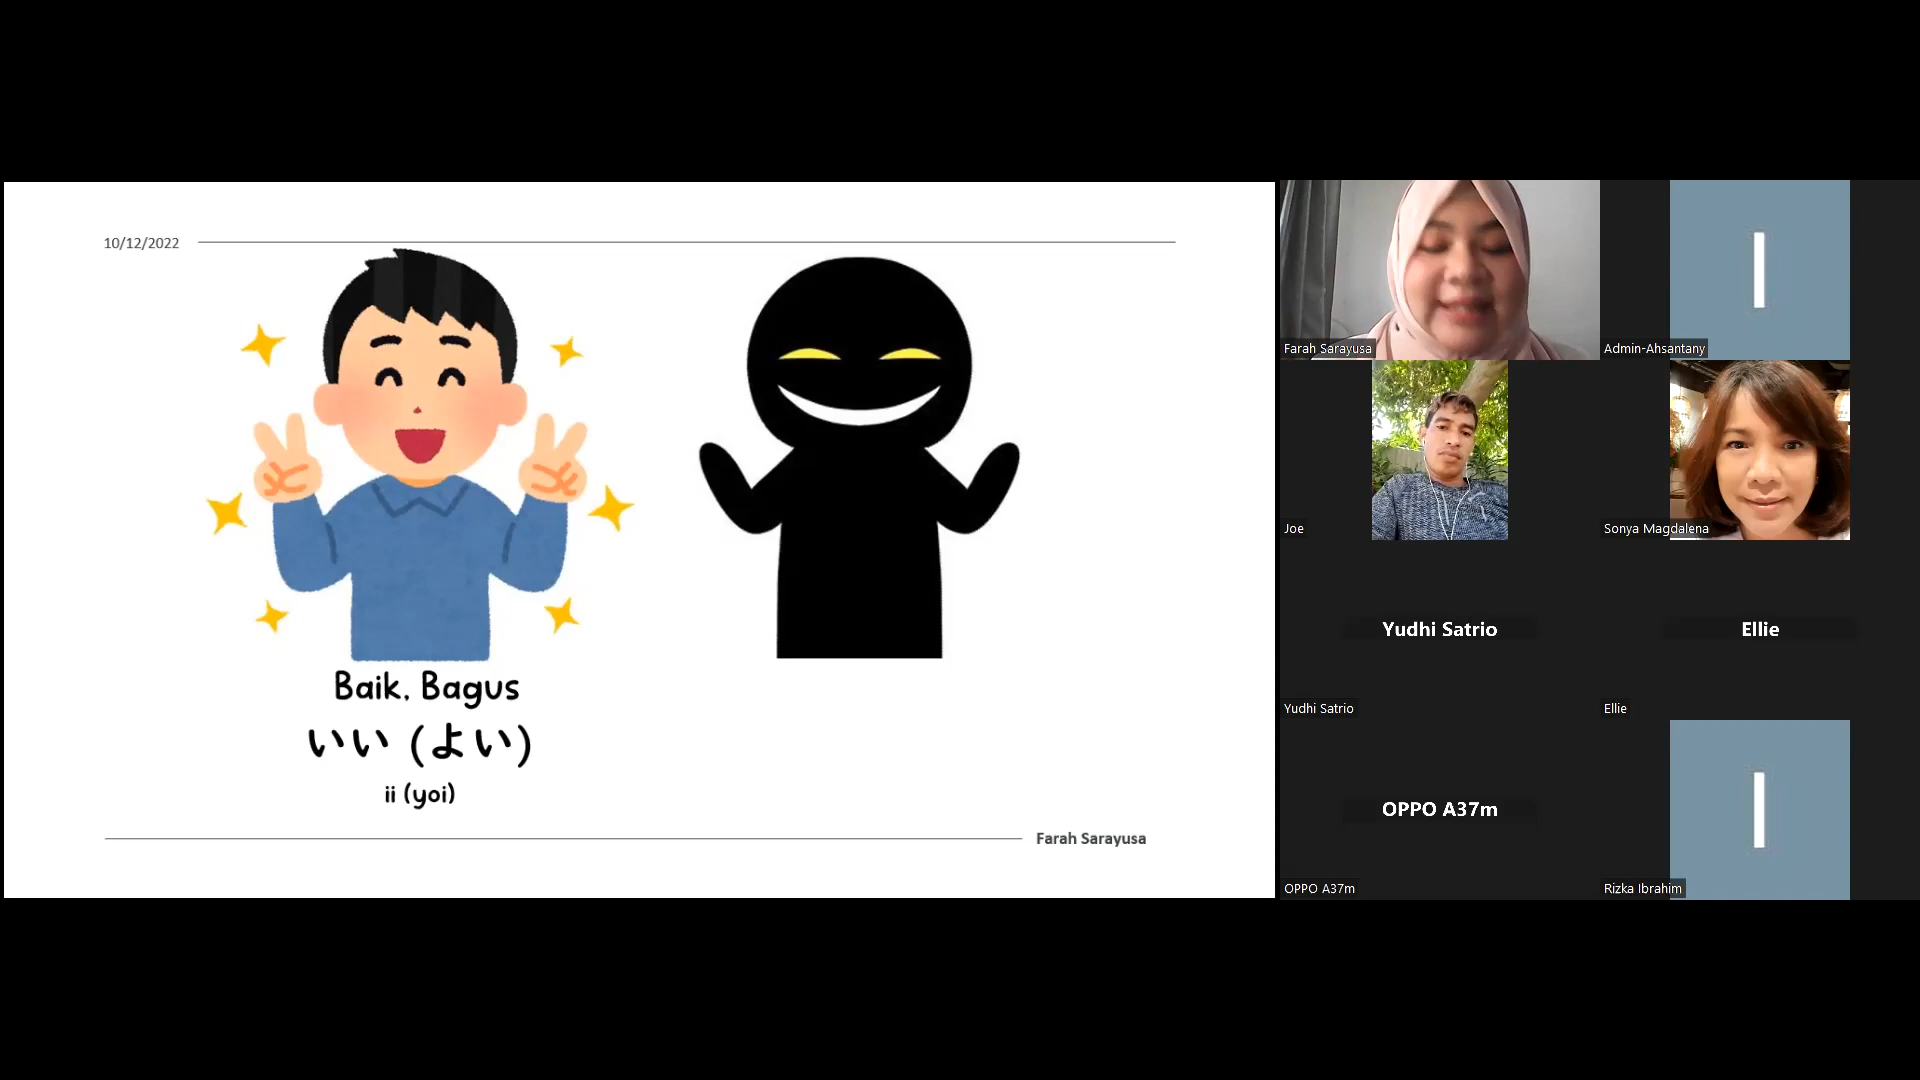 10/12/2022
Baik, Bagus
いい (よい)
ii (yoi)
Farah Sarayusa
Farah Sarayusa
Admin-Ahsantany
Joe
Sonya Magdalena
Yudhi Satrio
Ellie
Yudhi Satrio
Ellie
OPPO A37m
OPPO A37m
Rizka Ibrahim